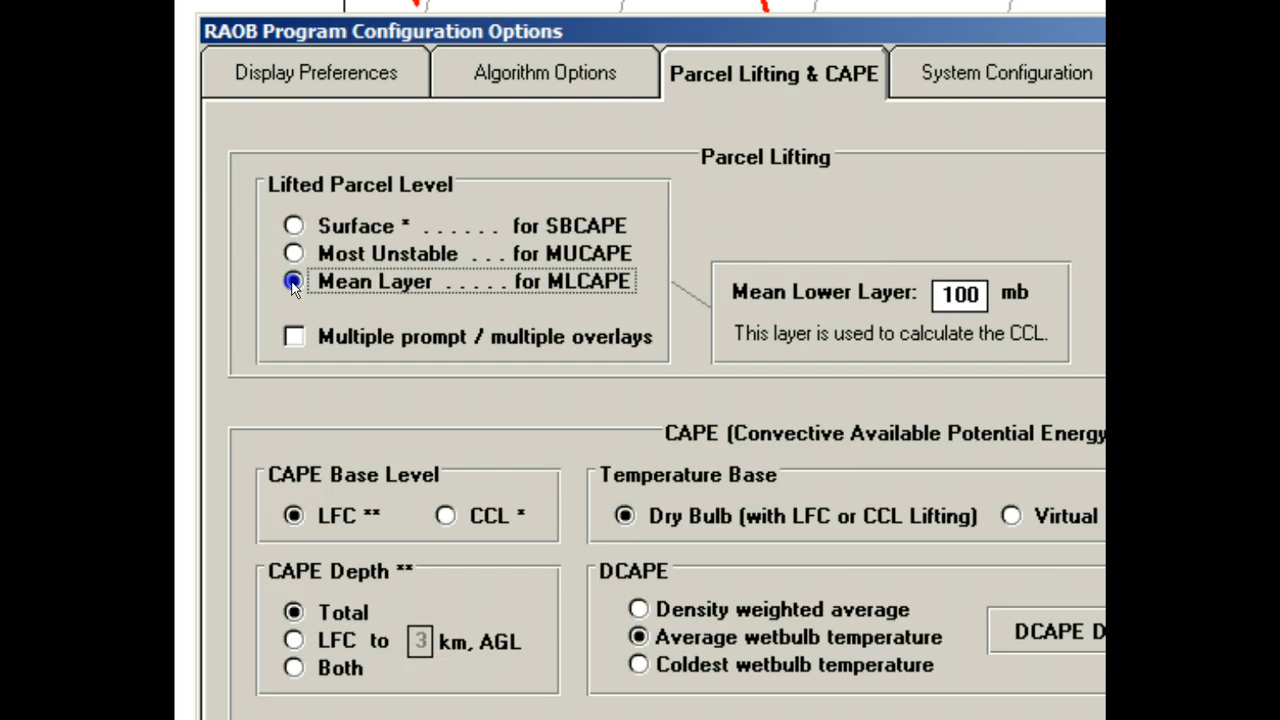 RAOB Program Configuration Options
Display Preferences
Algorithm Options
Parcel Lifting & CAPE
System Configuration
Parcel Lifting
Lifted Parcel Level
Surface * . . . . . . for SBCAPE
Most Unstable . . . for MUCAPE
Mean Layer . . . . . for MLCAPE
Multiple prompt / multiple overlays
Mean Lower Layer: 100 mb
This layer is used to calculate the CCL.
CAPE (Convective Available Potential Energy
CAPE Base Level
LFC **
CCL *
Temperature Base
Dry Bulb (with LFC or CCL Lifting)
Virtual
CAPE Depth **
Total
LFC to 3 km, AGL
Both
DCAPE
Density weighted average
Average wetbulb temperature
Coldest wetbulb temperature
DCAPE D